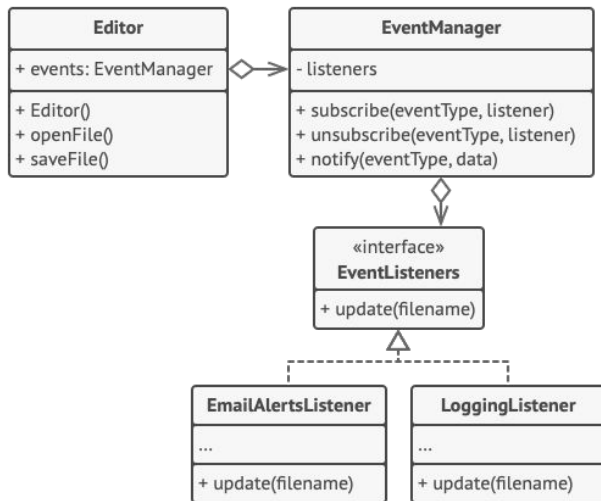 Editor
+ events: EventManager
+ Editor()
+ openFile()
+ saveFile()
EventManager
- listeners
+ subscribe(eventType, listener)
+ unsubscribe(eventType, listener)
+ notify(eventType, data)
«interface»
EventListeners
+ update(filename)
EmailAlertsListener
...
+ update(filename)
LoggingListener
...
+ update(filename)